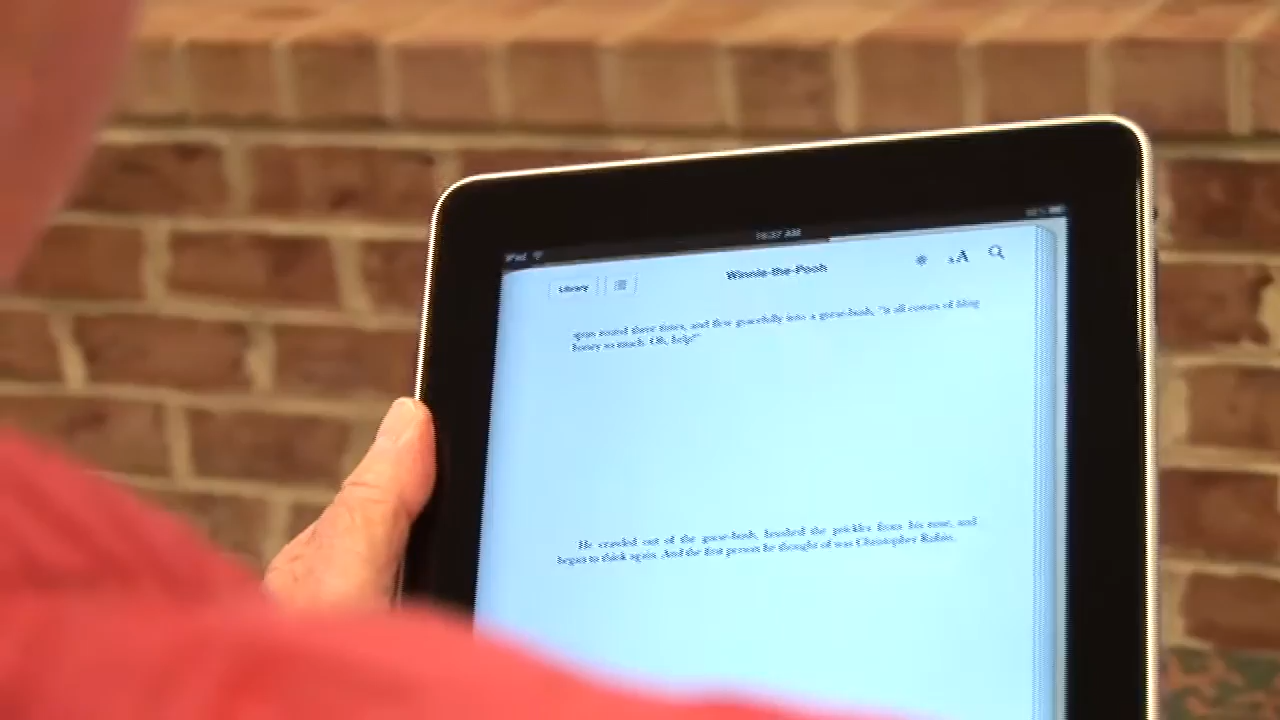 iPad
10:37 AM
Library
Winnie-the-Pooh
AA
spun round three times, and flew gracefully into a gorse-bush, "it all comes of liking
honey so much. Oh, help!"
He crawled out of the gorse-bush, brushed the prickles from his nose, and
began to think again. And the first person he thought of was Christopher Robin.